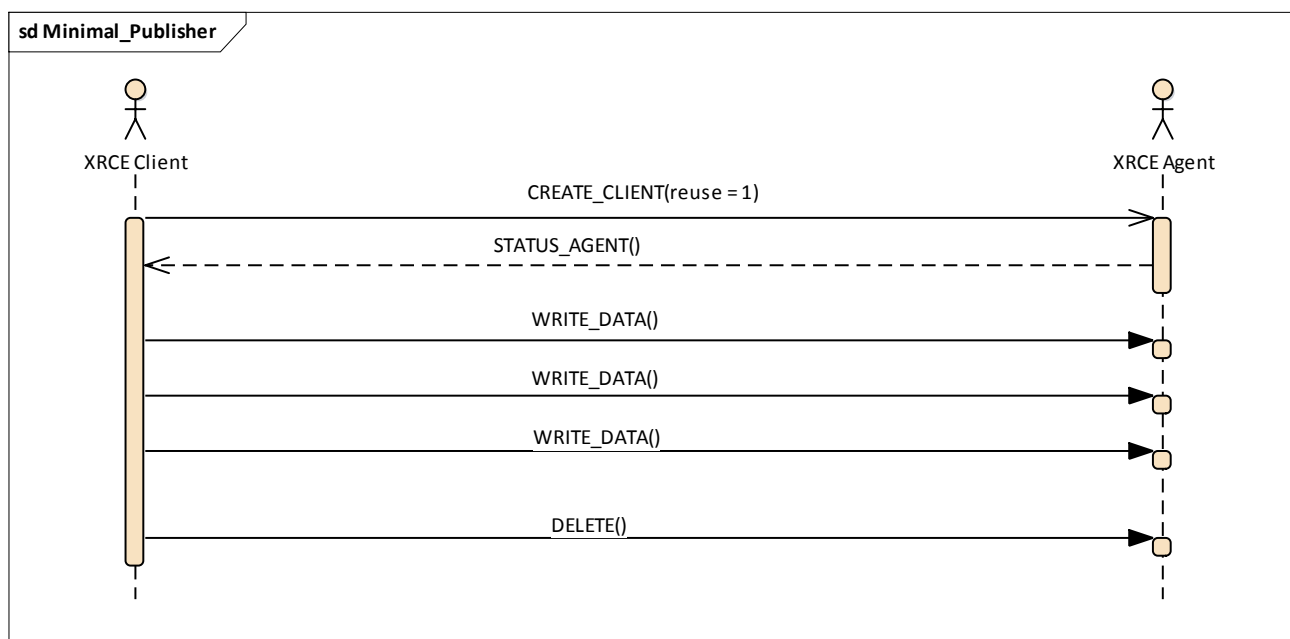 sd Minimal_Publisher
XRCE Client
XRCE Agent
CREATE_CLIENT(reuse = 1)
STATUS_AGENT()
WRITE_DATA()
WRITE_DATA()
WRITE_DATA()
DELETE()